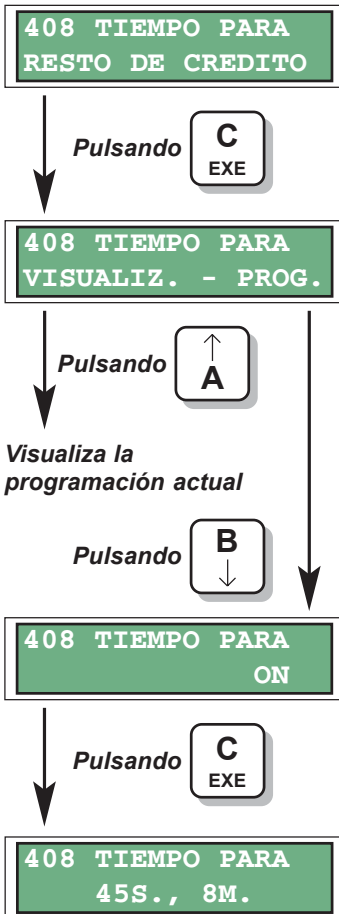 408 TIEMPO PARA
RESTO DE CREDITO
Pulsando
C
EXE
408 TIEMPO PARA
VISUALIZ. - PROG.
Pulsando
↑
A
Visualiza la
programación actual
Pulsando
B
↓
408 TIEMPO PARA
ON
Pulsando
C
EXE
408 TIEMPO PARA
45S., 8M.